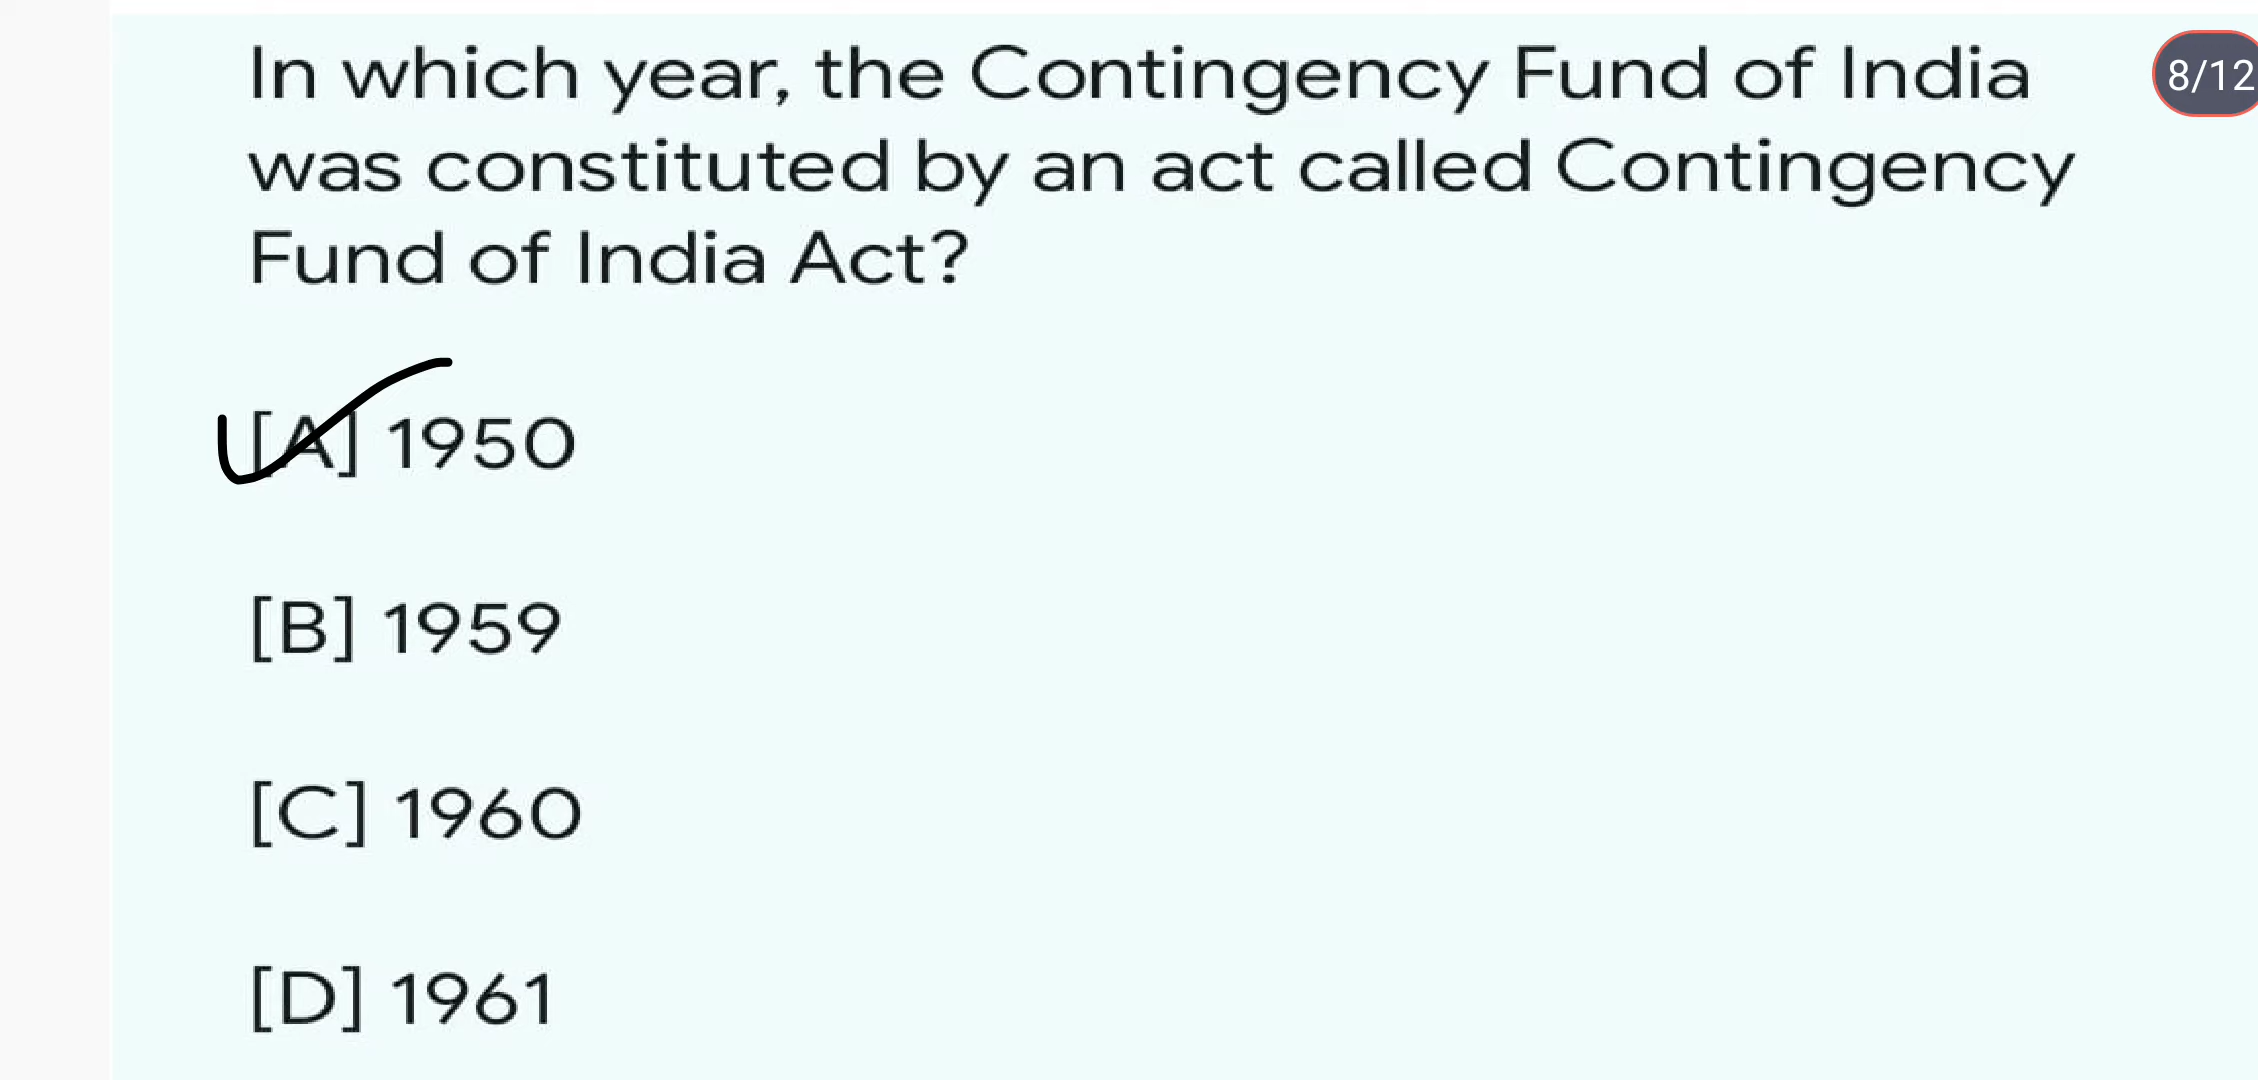 In which year, the Contingency Fund of India
8/12
was constituted by an act called Contingency
Fund of India Act?
[A] 1950
[B] 1959
[C] 1960
[D] 1961